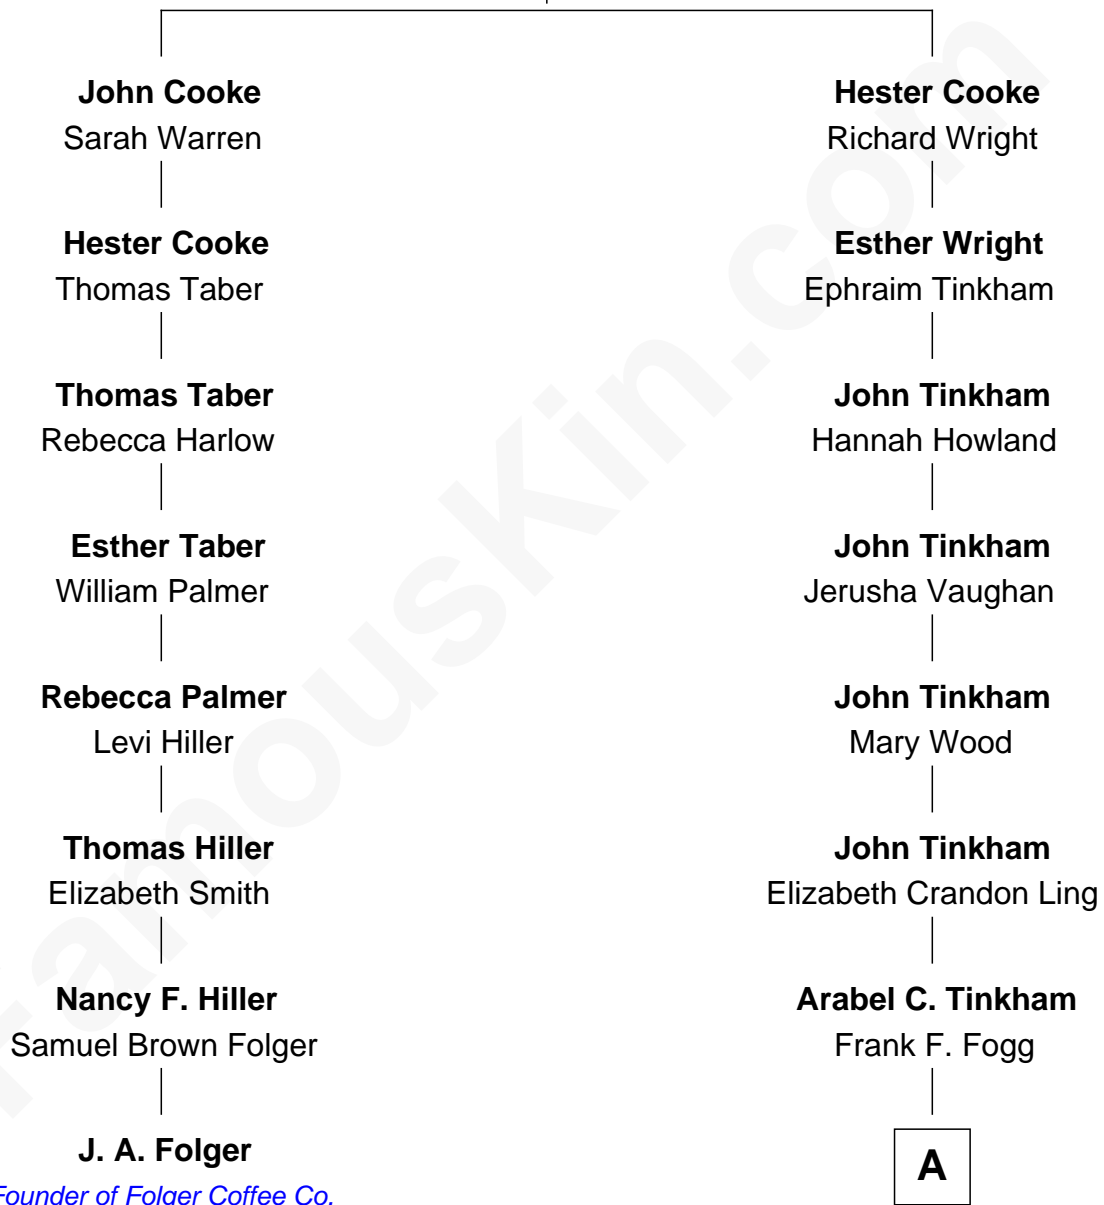 John Cooke
Sarah Warren
Hester Cooke
Richard Wright
Hester Cooke
Thomas Taber
Esther Wright
Ephraim Tinkham
Thomas Taber
Rebecca Harlow
John Tinkham
Hannah Howland
Esther Taber
William Palmer
John Tinkham
Jerusha Vaughan
Rebecca Palmer
Levi Hiller
John Tinkham
Mary Wood
Thomas Hiller
Elizabeth Smith
John Tinkham
Elizabeth Crandon Ling
Nancy F. Hiller
Samuel Brown Folger
Arabel C. Tinkham
Frank F. Fogg
J. A. Folger
Founder of Folger Coffee Co.
A
FamousKin.com